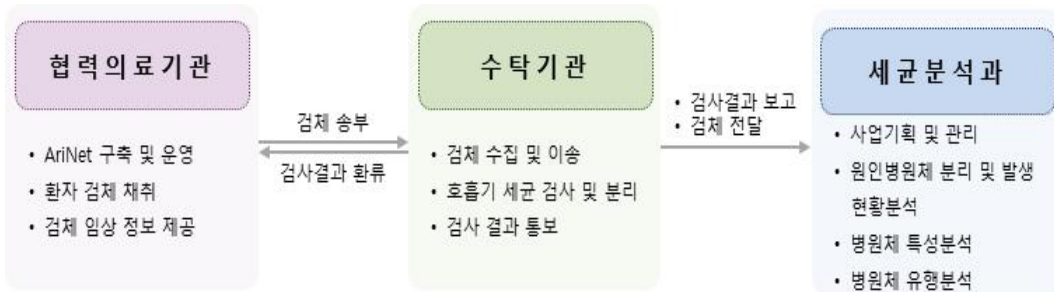 협력의료기관
• AriNet 구축 및 운영
• 환자 검체 채취
• 검체 임상 정보 제공
검체 송부
검사결과 환류
수탁기관
• 검체 수집 및 이송
• 호흡기 세균 검사 및 분리
• 검사 결과 통보
• 검사결과 보고
• 검체 전달
세균분석과
• 사업기획 및 관리
• 원인병원체 분리 및 발생
현황분석
• 병원체 특성분석
• 병원체 유행분석